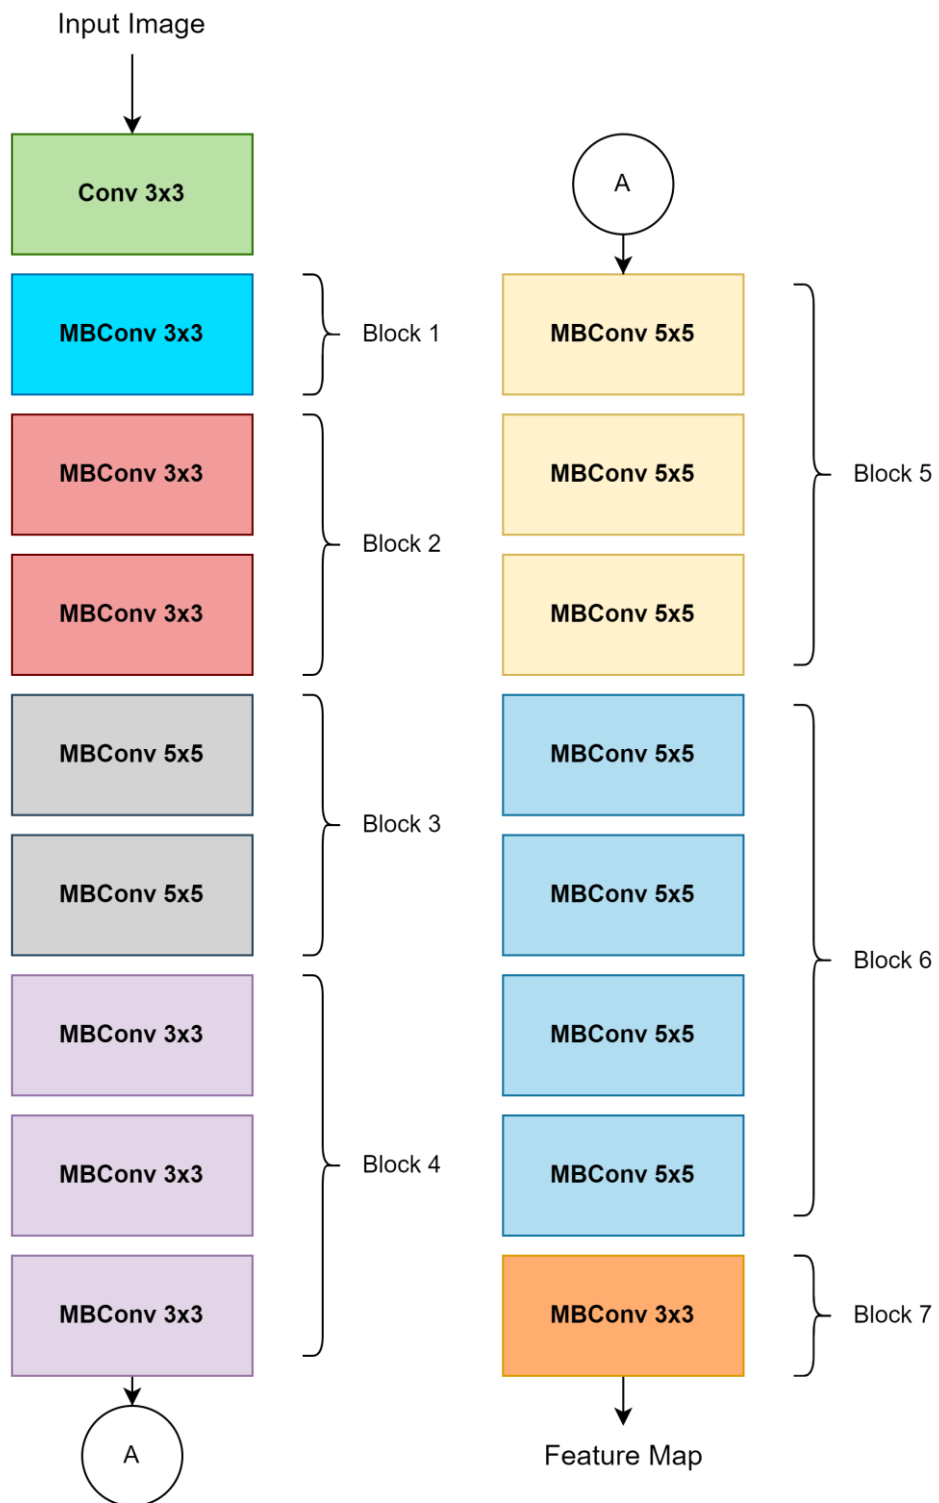 Input Image
Conv 3x3
MBConv 3x3
Block 1
MBConv 3x3
MBConv 3x3
Block 2
MBConv 5x5
MBConv 5x5
Block 3
MBConv 3x3
MBConv 3x3
MBConv 3x3
Block 4
A
A
MBConv 5x5
MBConv 5x5
MBConv 5x5
Block 5
MBConv 5x5
MBConv 5x5
MBConv 5x5
MBConv 5x5
Block 6
MBConv 3x3
Block 7
Feature Map